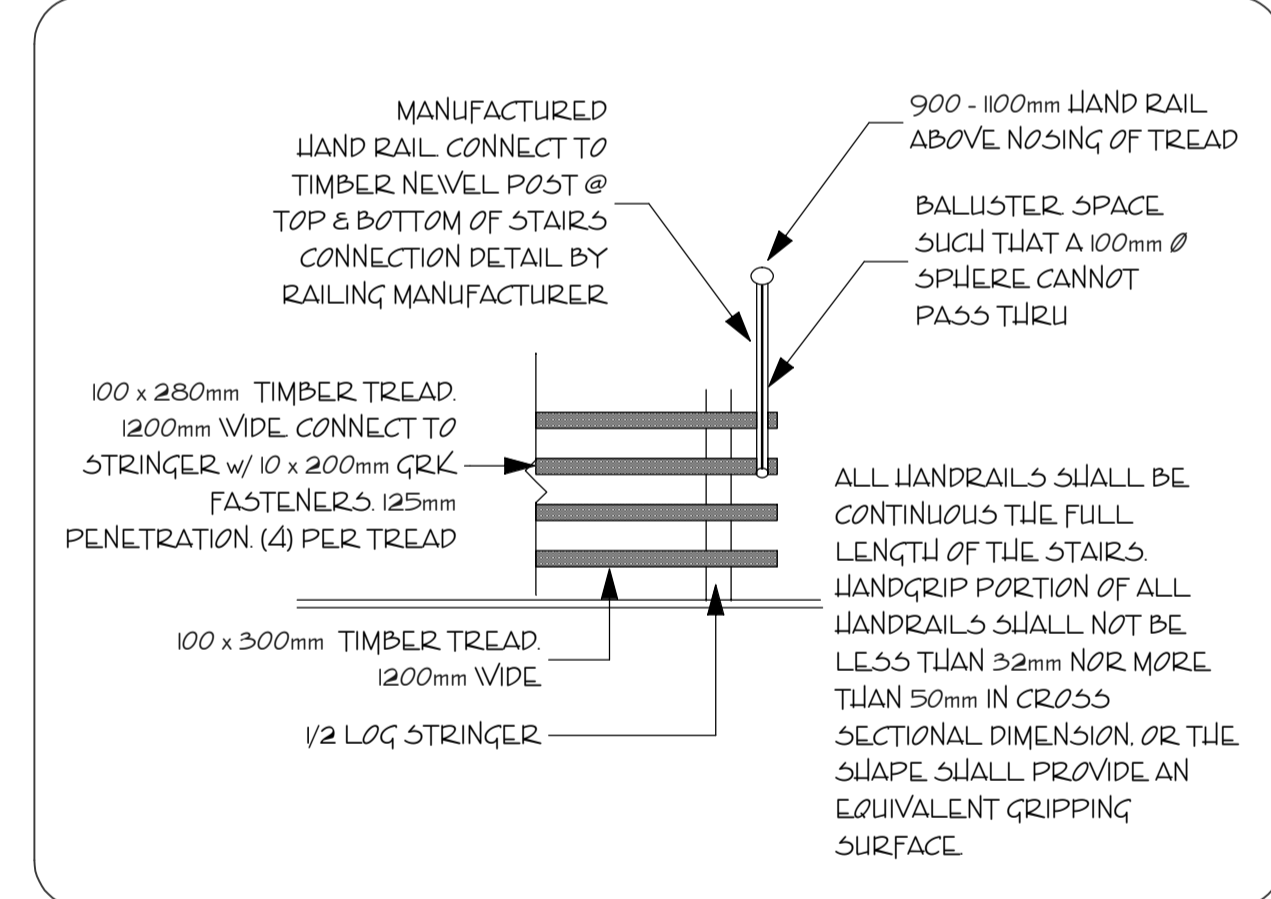 MANUFACTURED
HAND RAIL. CONNECT TO
TIMBER NEWEL POST @
TOP & BOTTOM OF STAIRS
CONNECTION DETAIL BY
RAILING MANUFACTURER
900 - 1100mm HAND RAIL
ABOVE NOSING OF TREAD
BALUSTER. SPACE
SUCH THAT A 100mm Ø
SPHERE CANNOT
PASS THRU
100 x 280mm TIMBER TREAD.
1200mm WIDE. CONNECT TO
STRINGER w/ 10 x 200mm GRK
FASTENERS. 125mm
PENETRATION. (4) PER TREAD
100 x 300mm TIMBER TREAD.
1200mm WIDE
1/2 LOG STRINGER
ALL HANDRAILS SHALL BE
CONTINUOUS THE FULL
LENGTH OF THE STAIRS.
HANDGRIP PORTION OF ALL
HANDRAILS SHALL NOT BE
LESS THAN 32mm NOR MORE
THAN 50mm IN CROSS
SECTIONAL DIMENSION. OR THE
SHAPE SHALL PROVIDE AN
EQUIVALENT GRIPPING
SURFACE.